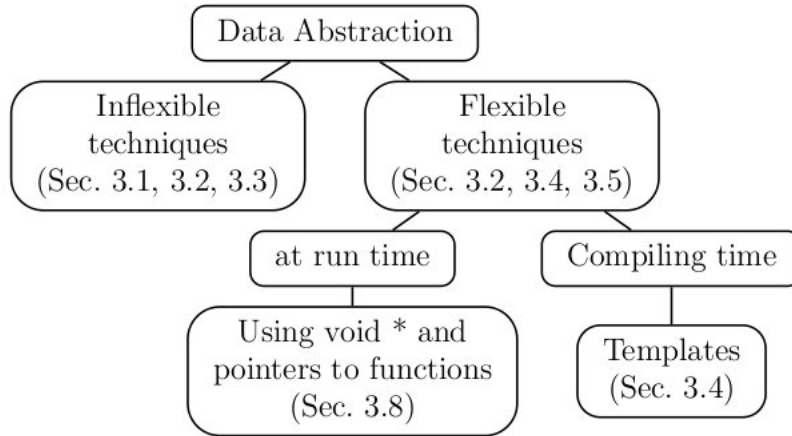 Data Abstraction
Inflexible
techniques
(Sec. 3.1, 3.2, 3.3)
Flexible
techniques
(Sec. 3.2, 3.4, 3.5)
at run time
Compiling time
Using void * and
pointers to functions
(Sec. 3.8)
Templates
(Sec. 3.4)